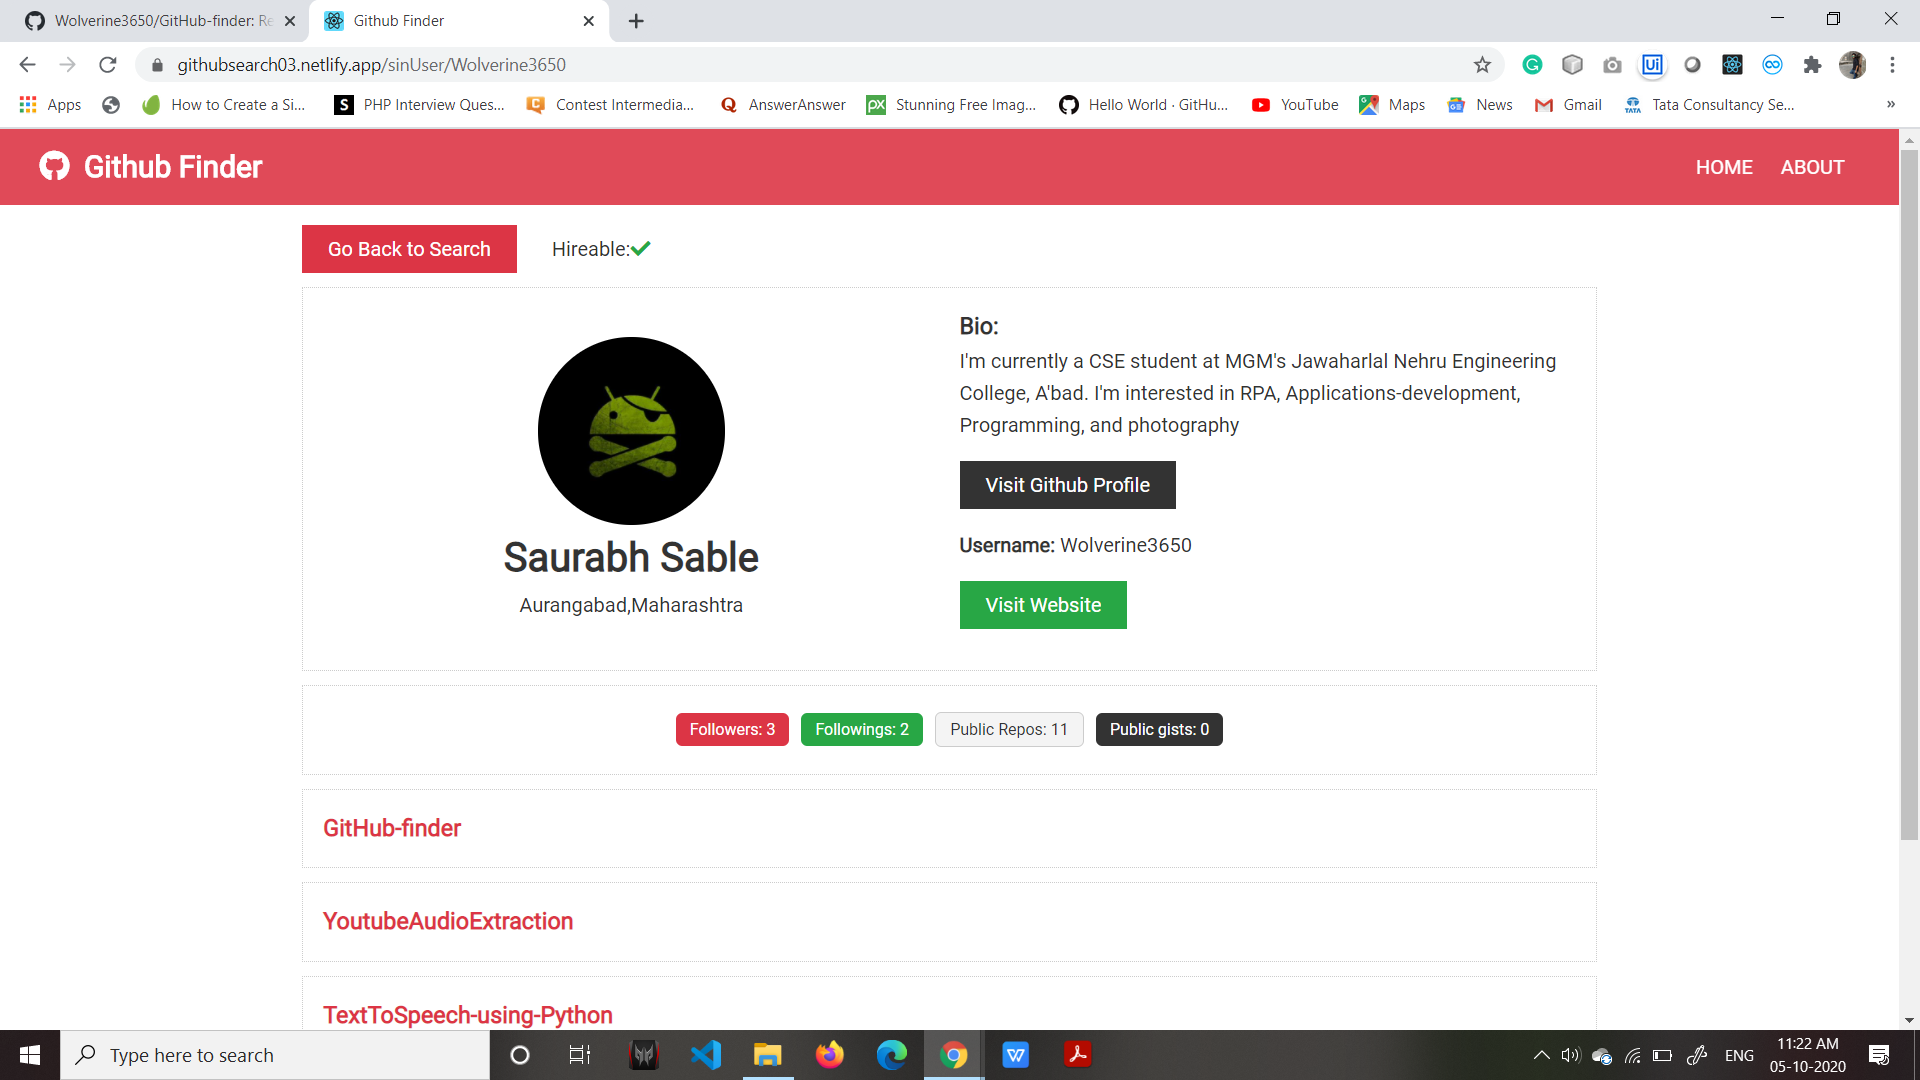 Wolverine3650/GitHub-finder: Re
Github Finder
githubsearch03.netlify.app/sinUser/Wolverine3650
Ui
Apps
How to Create a Si...
S
PHP Interview Ques...
C
Contest Intermedia...
Q
AnswerAnswer
px
Stunning Free Imag...
Hello World · GitHu...
YouTube
Maps
News
Gmail
TATA
Tata Consultancy Se...
»
Github Finder
HOME
ABOUT
Go Back to Search
Hireable:
Bio:
I'm currently a CSE student at MGM's Jawaharlal Nehru Engineering
College, A'bad. I'm interested in RPA, Applications-development,
Programming, and photography
Visit Github Profile
Saurabh Sable
Username: Wolverine3650
Aurangabad,Maharashtra
Visit Website
Followers: 3
Followings: 2
Public Repos: 11
Public gists: 0
GitHub-finder
YoutubeAudioExtraction
TextToSpeech-using-Python
Type here to search
W
ENG
11:22 AM
05-10-2020